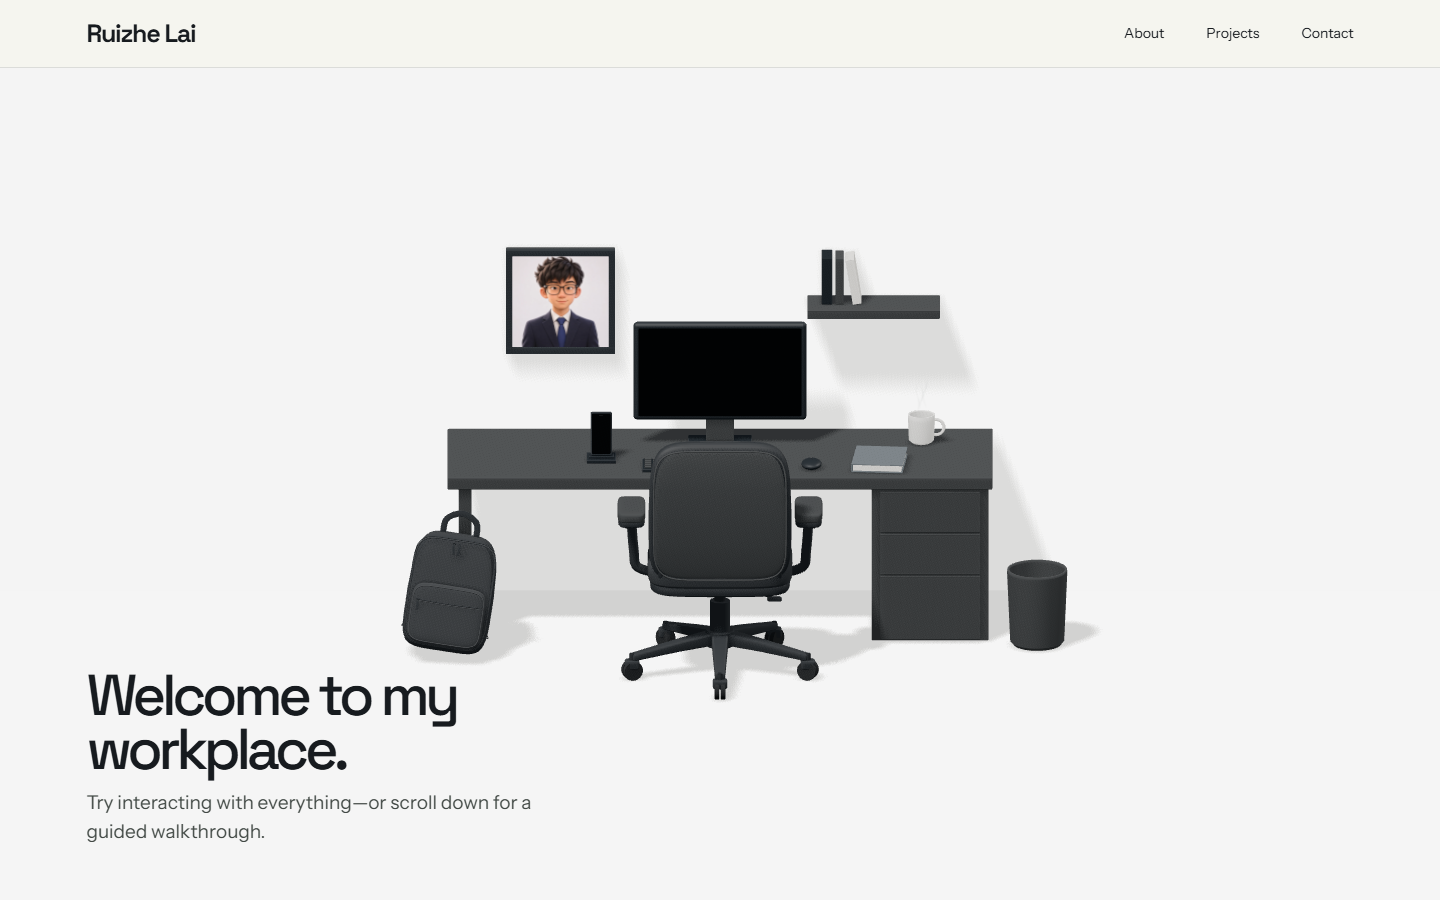 Ruizhe Lai
About Projects Contact
Welcome to my
workplace.
Try interacting with everything—or scroll down for a
guided walkthrough.